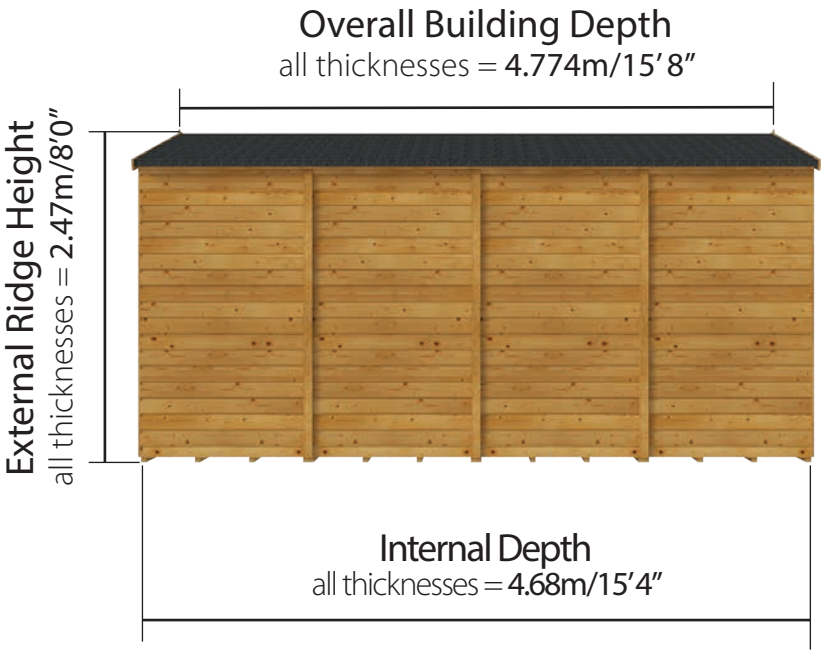 Overall Building Depth
all thicknesses = 4.774m/15’8”
External Ridge Height
all thicknesses = 2.47m/8’0”
Internal Depth
all thicknesses = 4.68m/15’4”